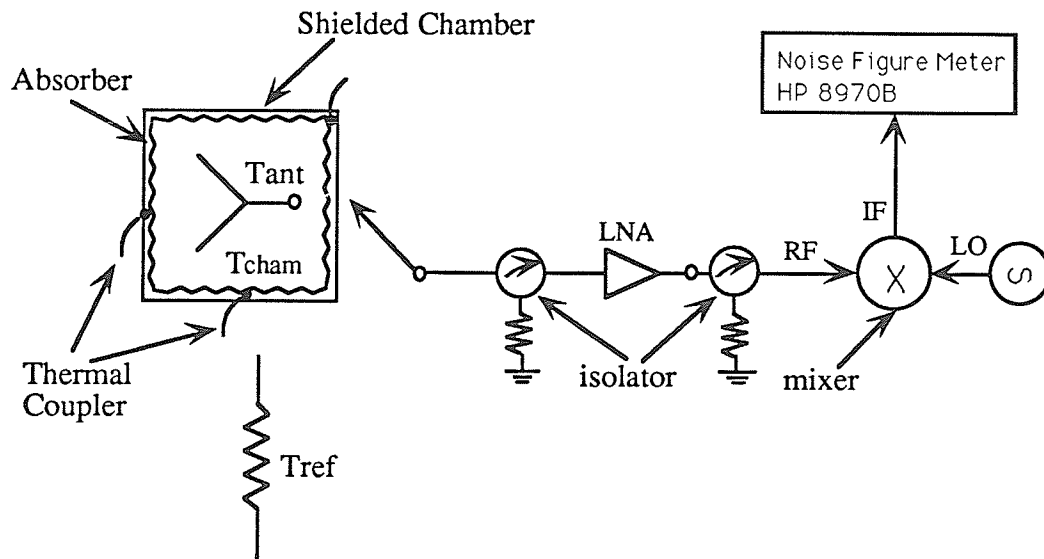 Shielded Chamber
Absorber
Noise Figure Meter
HP 8970B
Tant
Tcham
LNA
RF
IF
LO
X
S
Thermal
Coupler
isolator
mixer
Tref